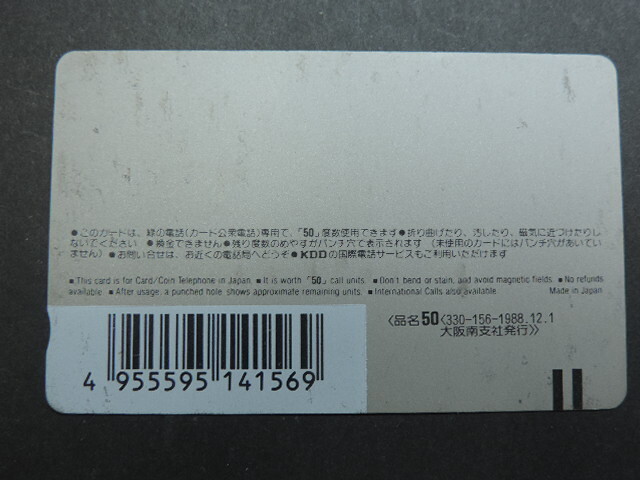 ●このカードは、緑の電話(カード公衆電話)専用で、「50」度数使用できます●折り曲げたり、汚したり、磁気に近づけたりし
ないでください ●換金できません●残り度数のめやすがパンチ穴で表示されます (未使用のカードにはパンチ穴があいてい
ません)●お問い合せは、お近くの電話局へどうぞ●KDDの国際電話サービスもご利用いただけます
■This card is for Card/Coin Telephone in Japan. ■It is worth「50」call units. ■Don't bend or stain, and avoid magnetic fields. ■No refunds
available. ■After usage, a punched hole shows approximate remaining units. ■International Calls also available. Made in Japan
〈品名50〈330-156-1988.12.1
大阪南支社発行〉〉
4 955595 141569